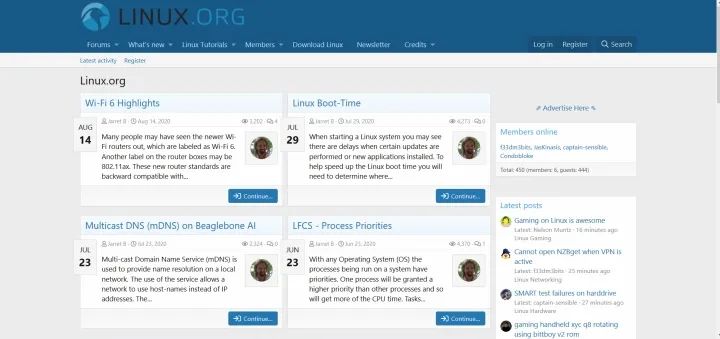 LINUX.ORG
Forums What's new Linux Tutorials Members Download Linux Newsletter Credits Log in Register Search
Latest activity Register
Linux.org
Wi-Fi 6 Highlights
Jarret B · Aug 14, 2020 3,202 4
AUG
14
Many people may have seen the newer Wi-
Fi routers out, which are labeled as Wi-Fi 6.
Another label on the router boxes may be
802.11ax. These new router standards are
backward compatible with...
Continue...
Linux Boot-Time
Jarret B · Jul 29, 2020 4,273 0
JUL
29
When starting a Linux system you may see
there are delays when certain updates are
performed or new applications installed. To
help speed up the Linux boot time you will
need to determine where...
Continue...
Multicast DNS (mDNS) on Beaglebone AI
Jarret B · Jul 23, 2020 2,324 0
JUL
23
Multi-cast Domain Name Service (mDNS) is
used to provide name resolution on a local
network. The use of the service allows a
network to use host-names instead of IP
addresses. The...
Continue...
LFCS - Process Priorities
Jarret B · Jun 23, 2020 4,370 1
JUN
23
With any Operating System (OS) the
processes being run on a system have
priorities. One process will be granted a
higher priority than other processes and so
will get more of the CPU time. Tasks...
Continue...
Advertise Here
Members online
f33dm3bits, JasKinasis, captain-sensible,
Condobloke
Total: 450 (members: 6, guests: 444)
Latest posts
Gaming on Linux is awesome
Latest: Nelson Muntz · 16 minutes ago
Linux Gaming
Cannot open NZBget when VPN is
active
Latest: f33dm3bits · 25 minutes ago
Linux Networking
SMART test failures on harddrive
Latest: captain-sensible · 27 minutes ago
Linux Hardware
gaming handheld xyc q8 rotating
using bittboy v2 rom